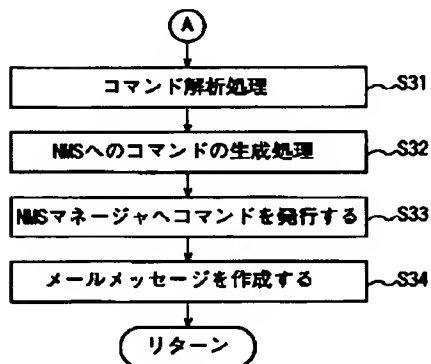 A
コマンド解析処理 S31
NMSへのコマンドの生成処理 S32
NMSマネージャへコマンドを発行する S33
メールメッセージを作成する S34
リターン